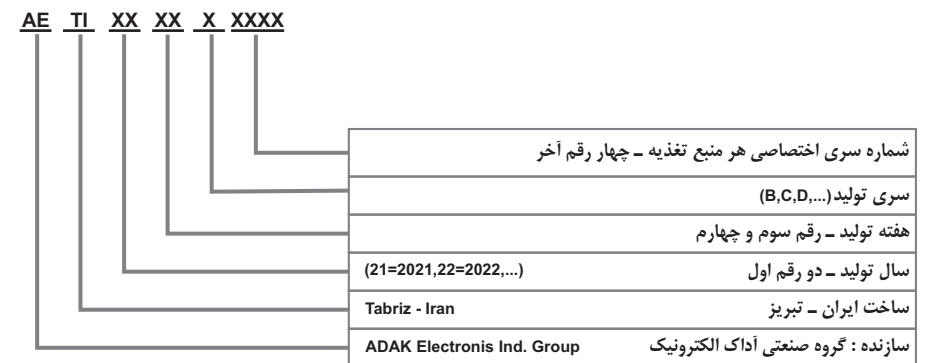 AE TI XX XX X XXXX
شماره سری اختصاصی هر منبع تغذیه ـ چهار رقم آخر
سری تولید(B,C,D,...)
هفته تولید ـ رقم سوم و چهارم
سال تولید ـ دو رقم اول (21=2021,22=2022,...)
ساخت ایران ـ تبریز Tabriz - Iran
سازنده : گروه صنعتی آداک الکترونیک ADAK Electronis Ind. Group